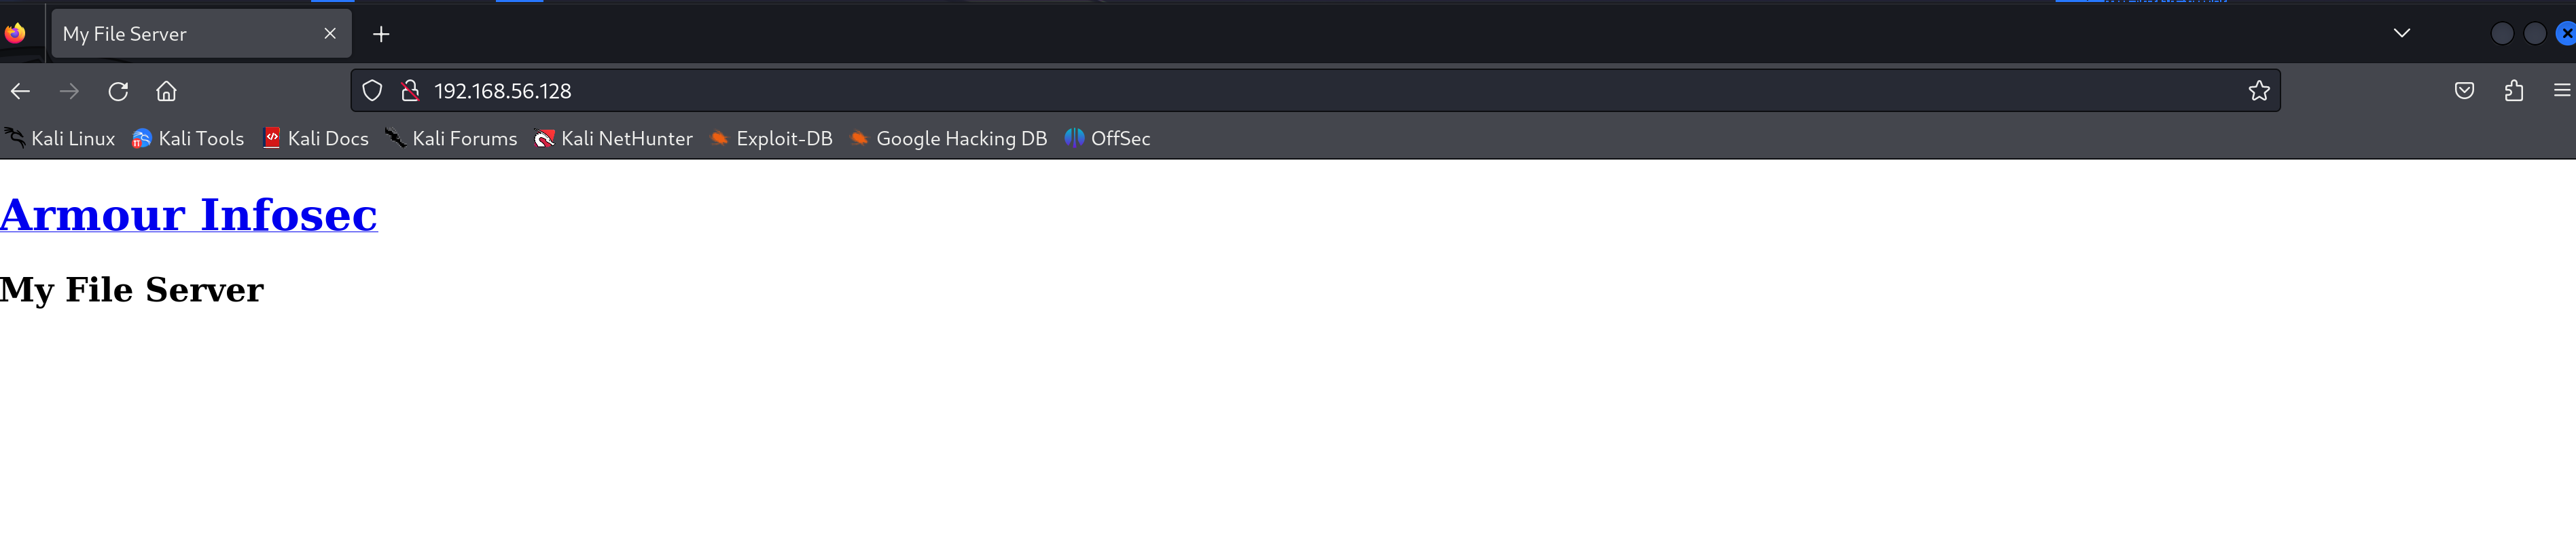 My File Server
192.168.56.128
Kali Linux Kali Tools Kali Docs Kali Forums Kali NetHunter Exploit-DB Google Hacking DB OffSec
Armour Infosec
My File Server